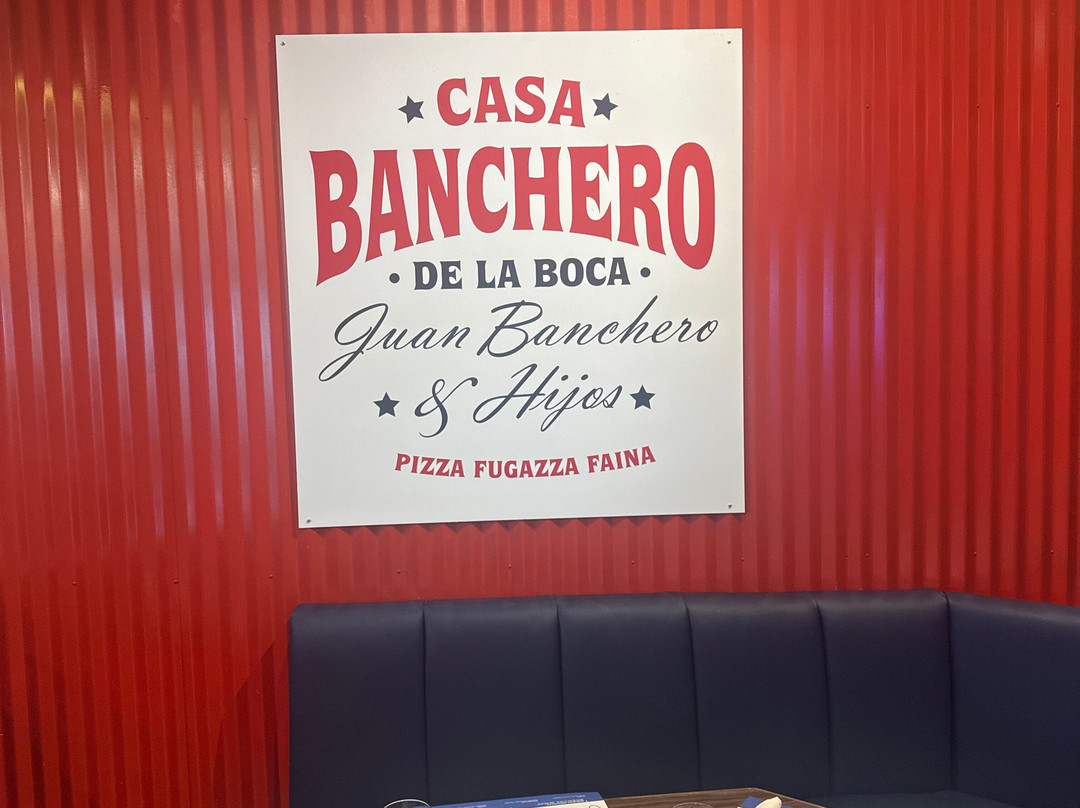 CASA
BANCHERO
• DE LA BOCA •
Juan Banchero
& Hijos
PIZZA FUGAZZA FAINA